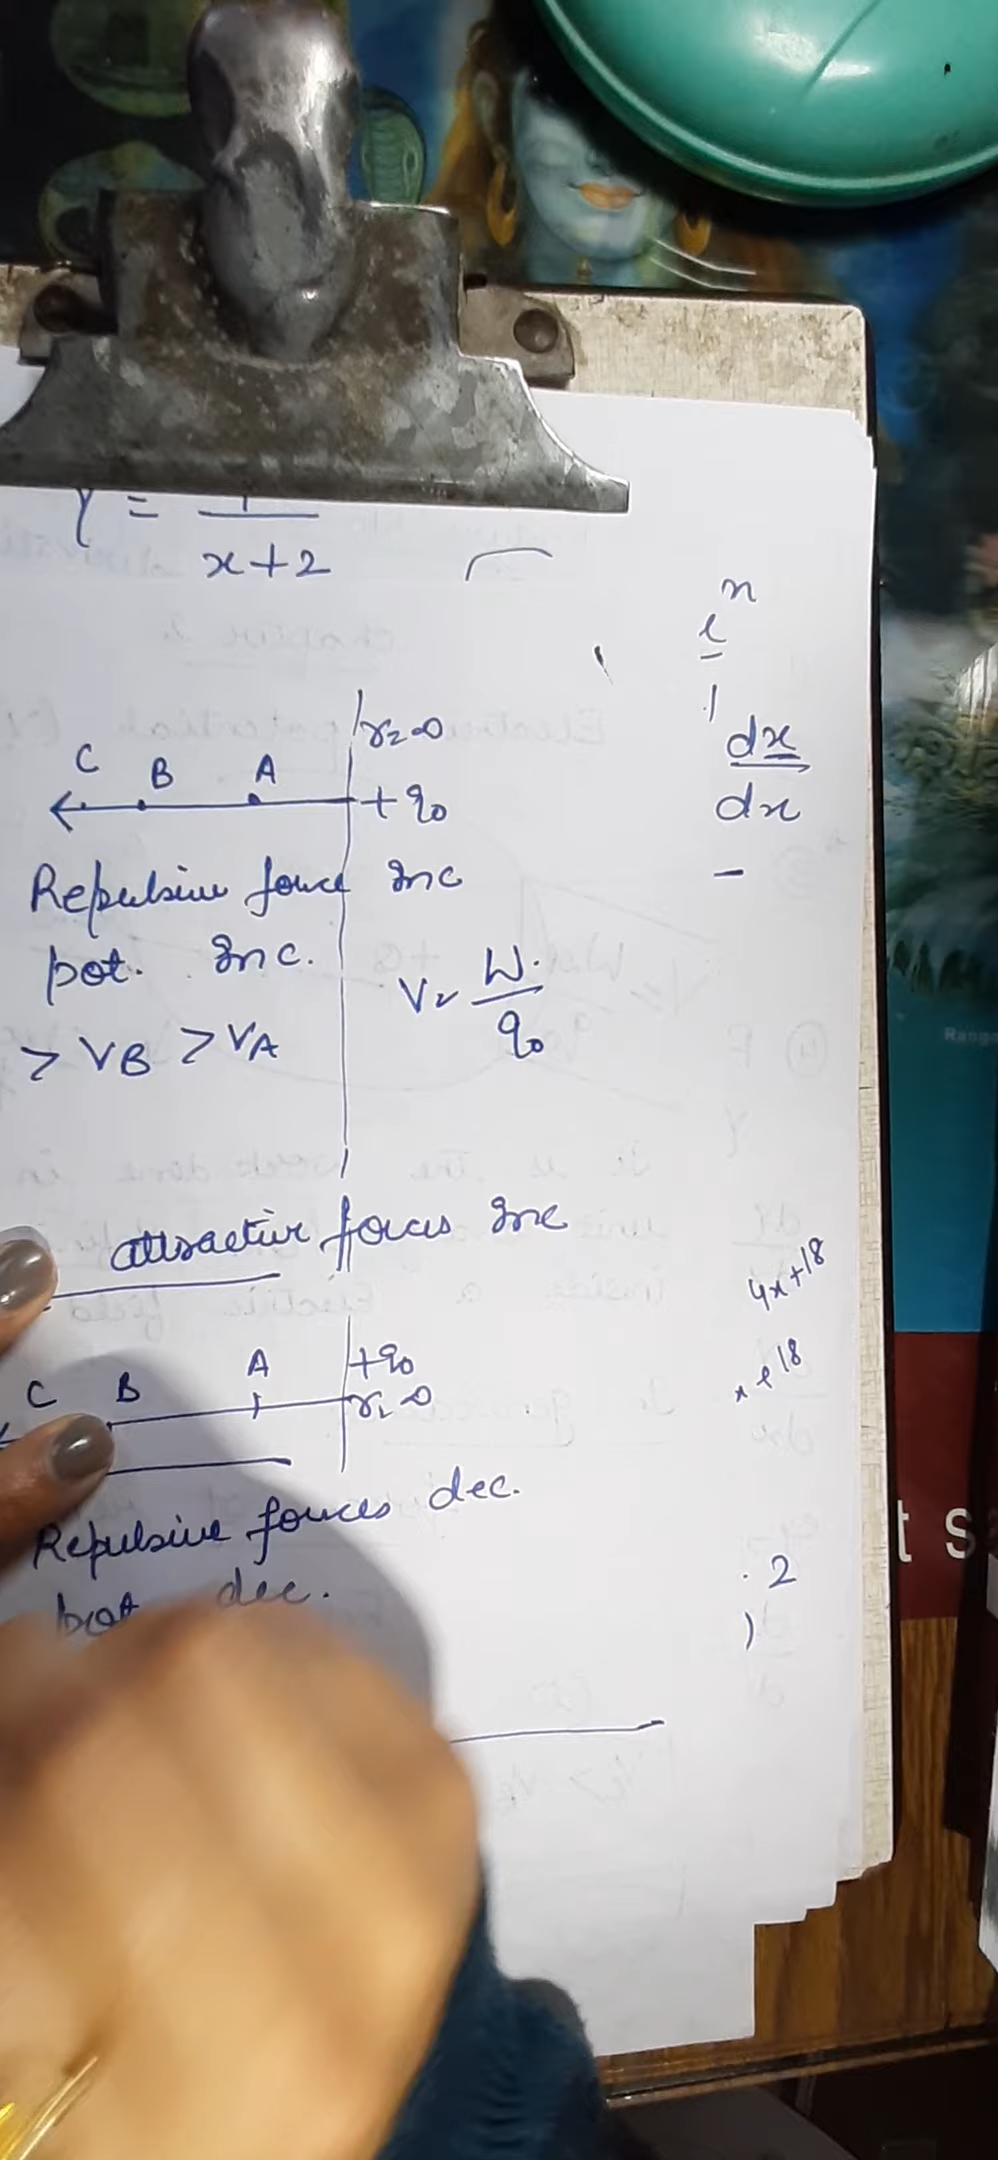 Y =
x+2
r=∞
C B A
+q₀
Repulsive force Inc
pot. Inc.
V = W.
q₀
> VB > VA
attractive forces Inc
C B A +q₀
r=∞
Repulsive forces dec.
pot dec.
dx
dx
4x+18
18
2
t s